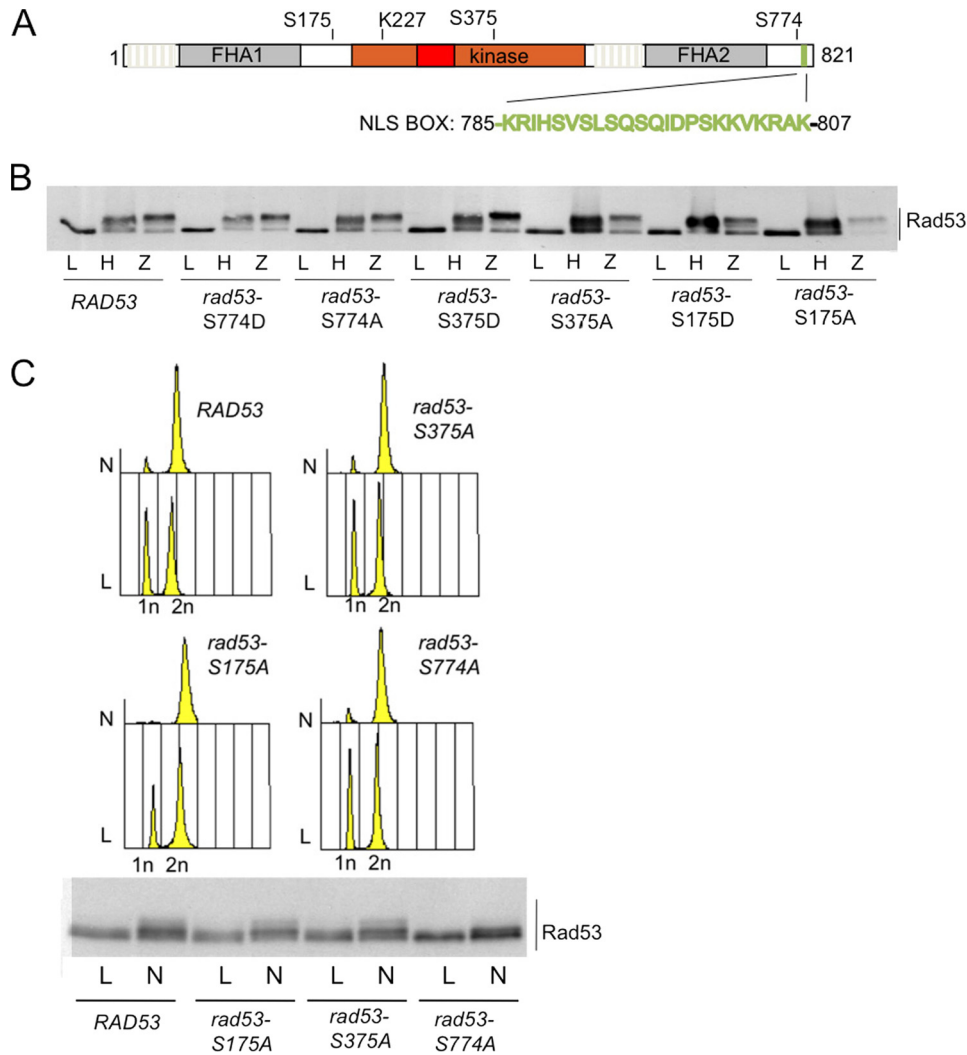 A
S175 K227 S375 S774
1 FHA1 kinase FHA2 821
NLS BOX: 785-KRIHSVSLSQSQIDPSKKVKRAK-807
B
Rad53
L H Z L H Z L H Z L H Z L H Z L H Z L H Z
RAD53 rad53- rad53- rad53- rad53- rad53- rad53-
S774D S774A S375D S375A S175D S175A
C
RAD53
rad53-
S375A
N N
L L
1n 2n 1n 2n
rad53-
S175A
rad53-
S774A
N N
L L
1n 2n 1n 2n
Rad53
L N L N L N L N
RAD53 rad53- rad53- rad53-
S175A S375A S774A